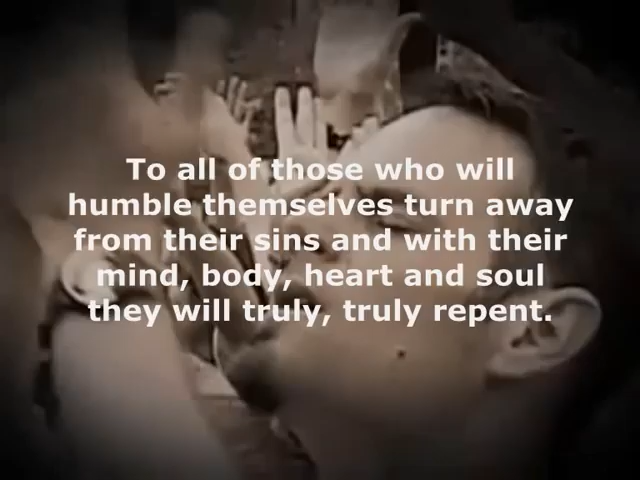 To all of those who will
humble themselves turn away
from their sins and with their
mind, body, heart and soul
they will truly, truly repent.